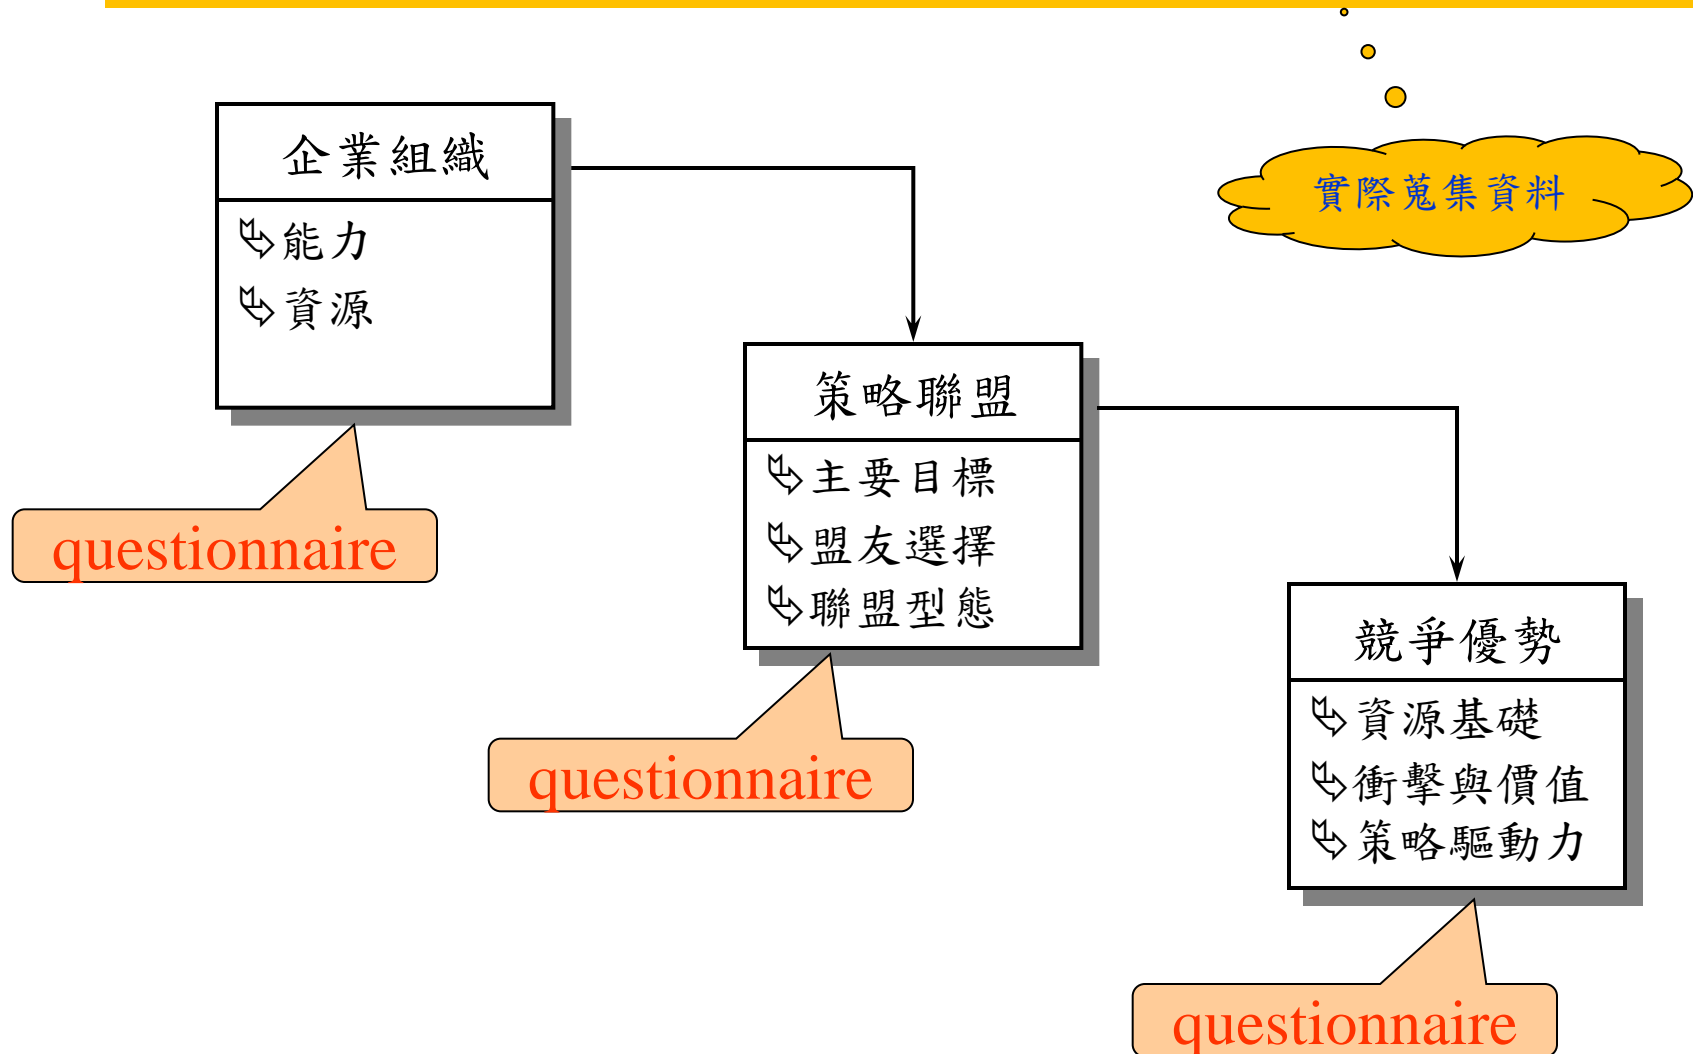 實際蒐集資料
企業組織
能力
資源
questionnaire
策略聯盟
主要目標
盟友選擇
聯盟型態
questionnaire
競爭優勢
資源基礎
衝擊與價值
策略驅動力
questionnaire